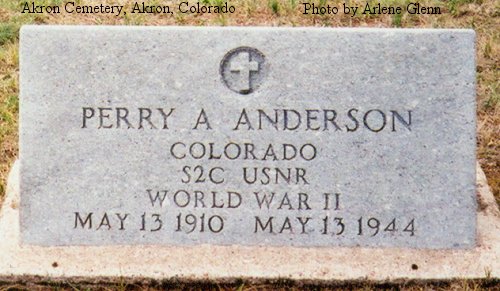 Akron Cemetery, Akron, Colorado Photo by Arlene Glenn
PERRY A ANDERSON
COLORADO
S2C USNR
WORLD WAR II
MAY 13 1910 MAY 13 1944